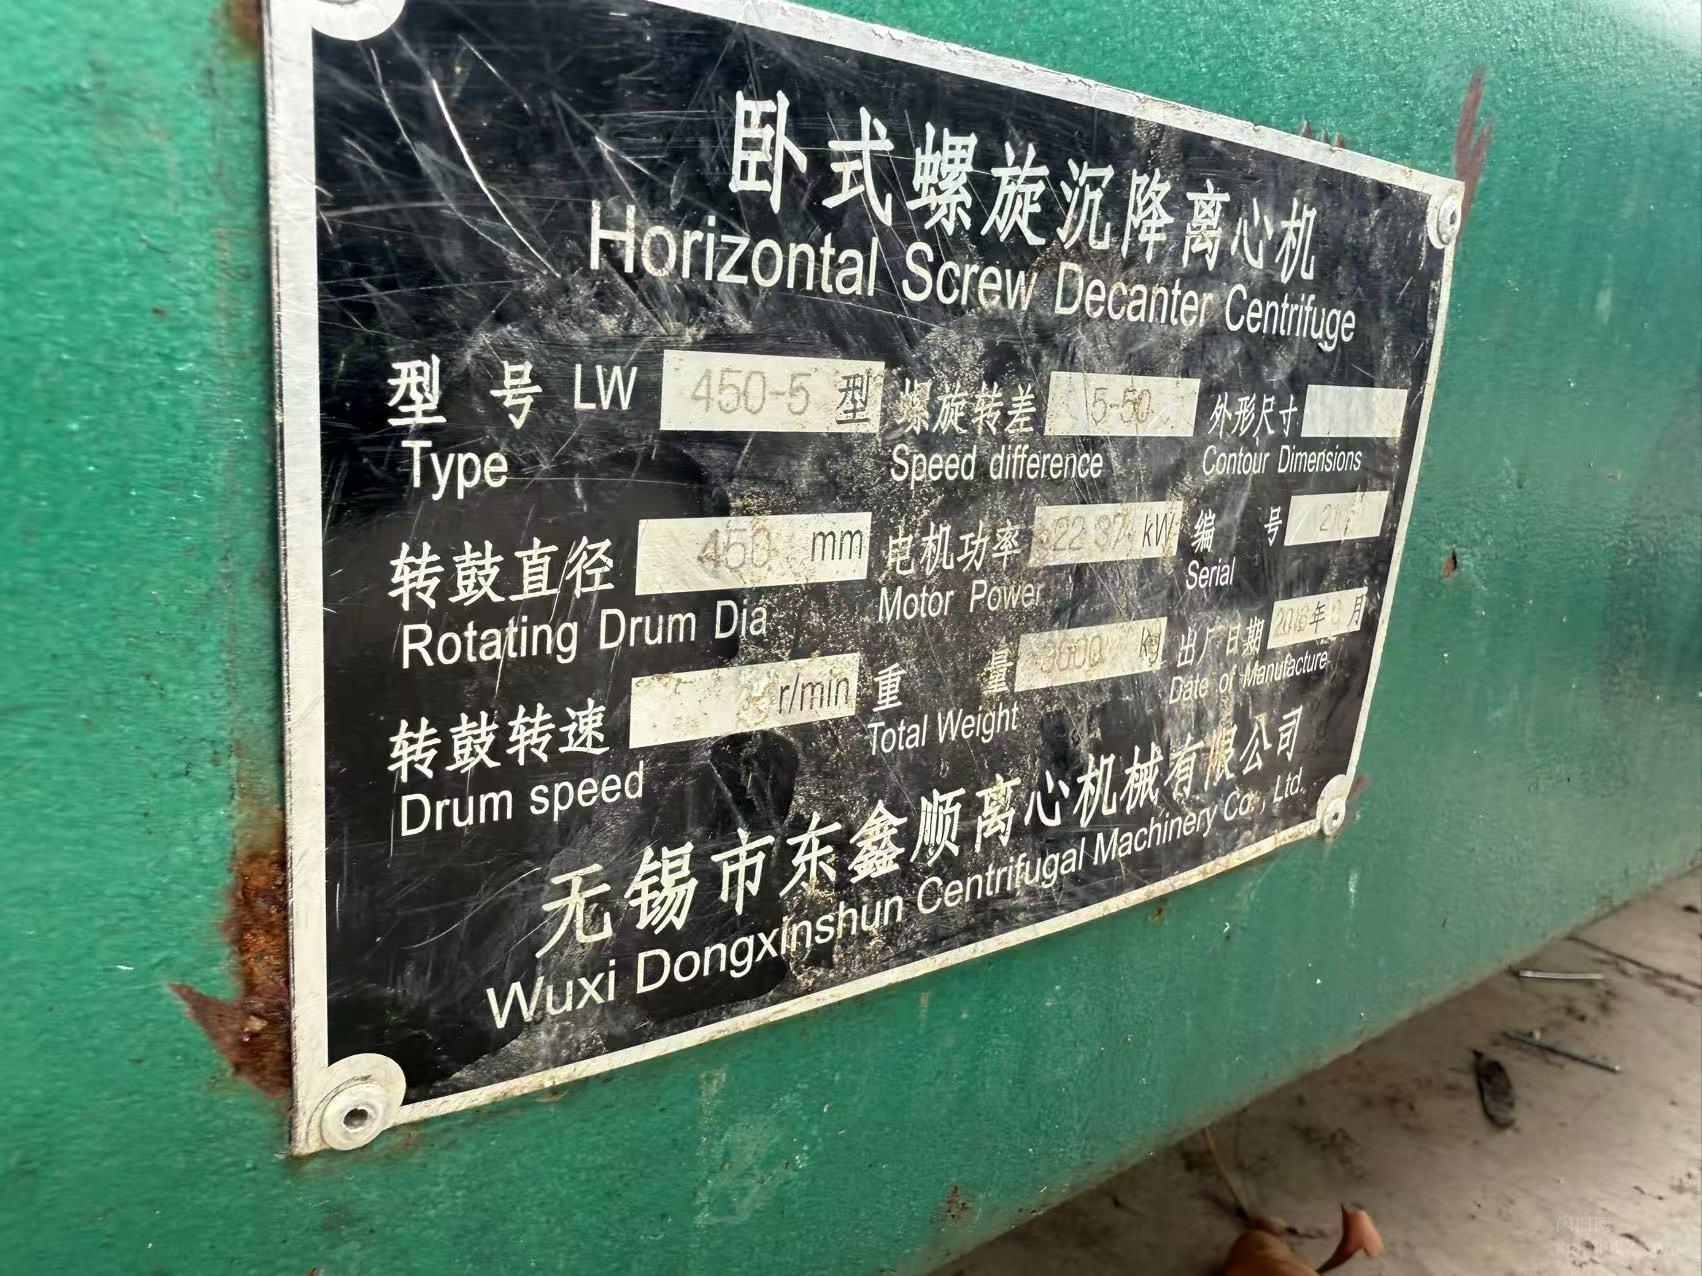 卧式螺旋沉降离心机
Horizontal Screw Decanter Centrifuge
型 号 LW 450-5 型 螺旋转差 5-50 外形尺寸
Type Speed difference Contour Dimensions
转鼓直径 450 mm 电机功率 22 37 kW 编 号
Rotating Drum Dia Motor Power Serial
转鼓转速 r/min 重 量 kg 出厂日期 年 月
Drum speed Total Weight Date of Manufacture
无锡市东鑫顺离心机械有限公司
Wuxi Dongxinshun Centrifugal Machinery Co., Ltd.